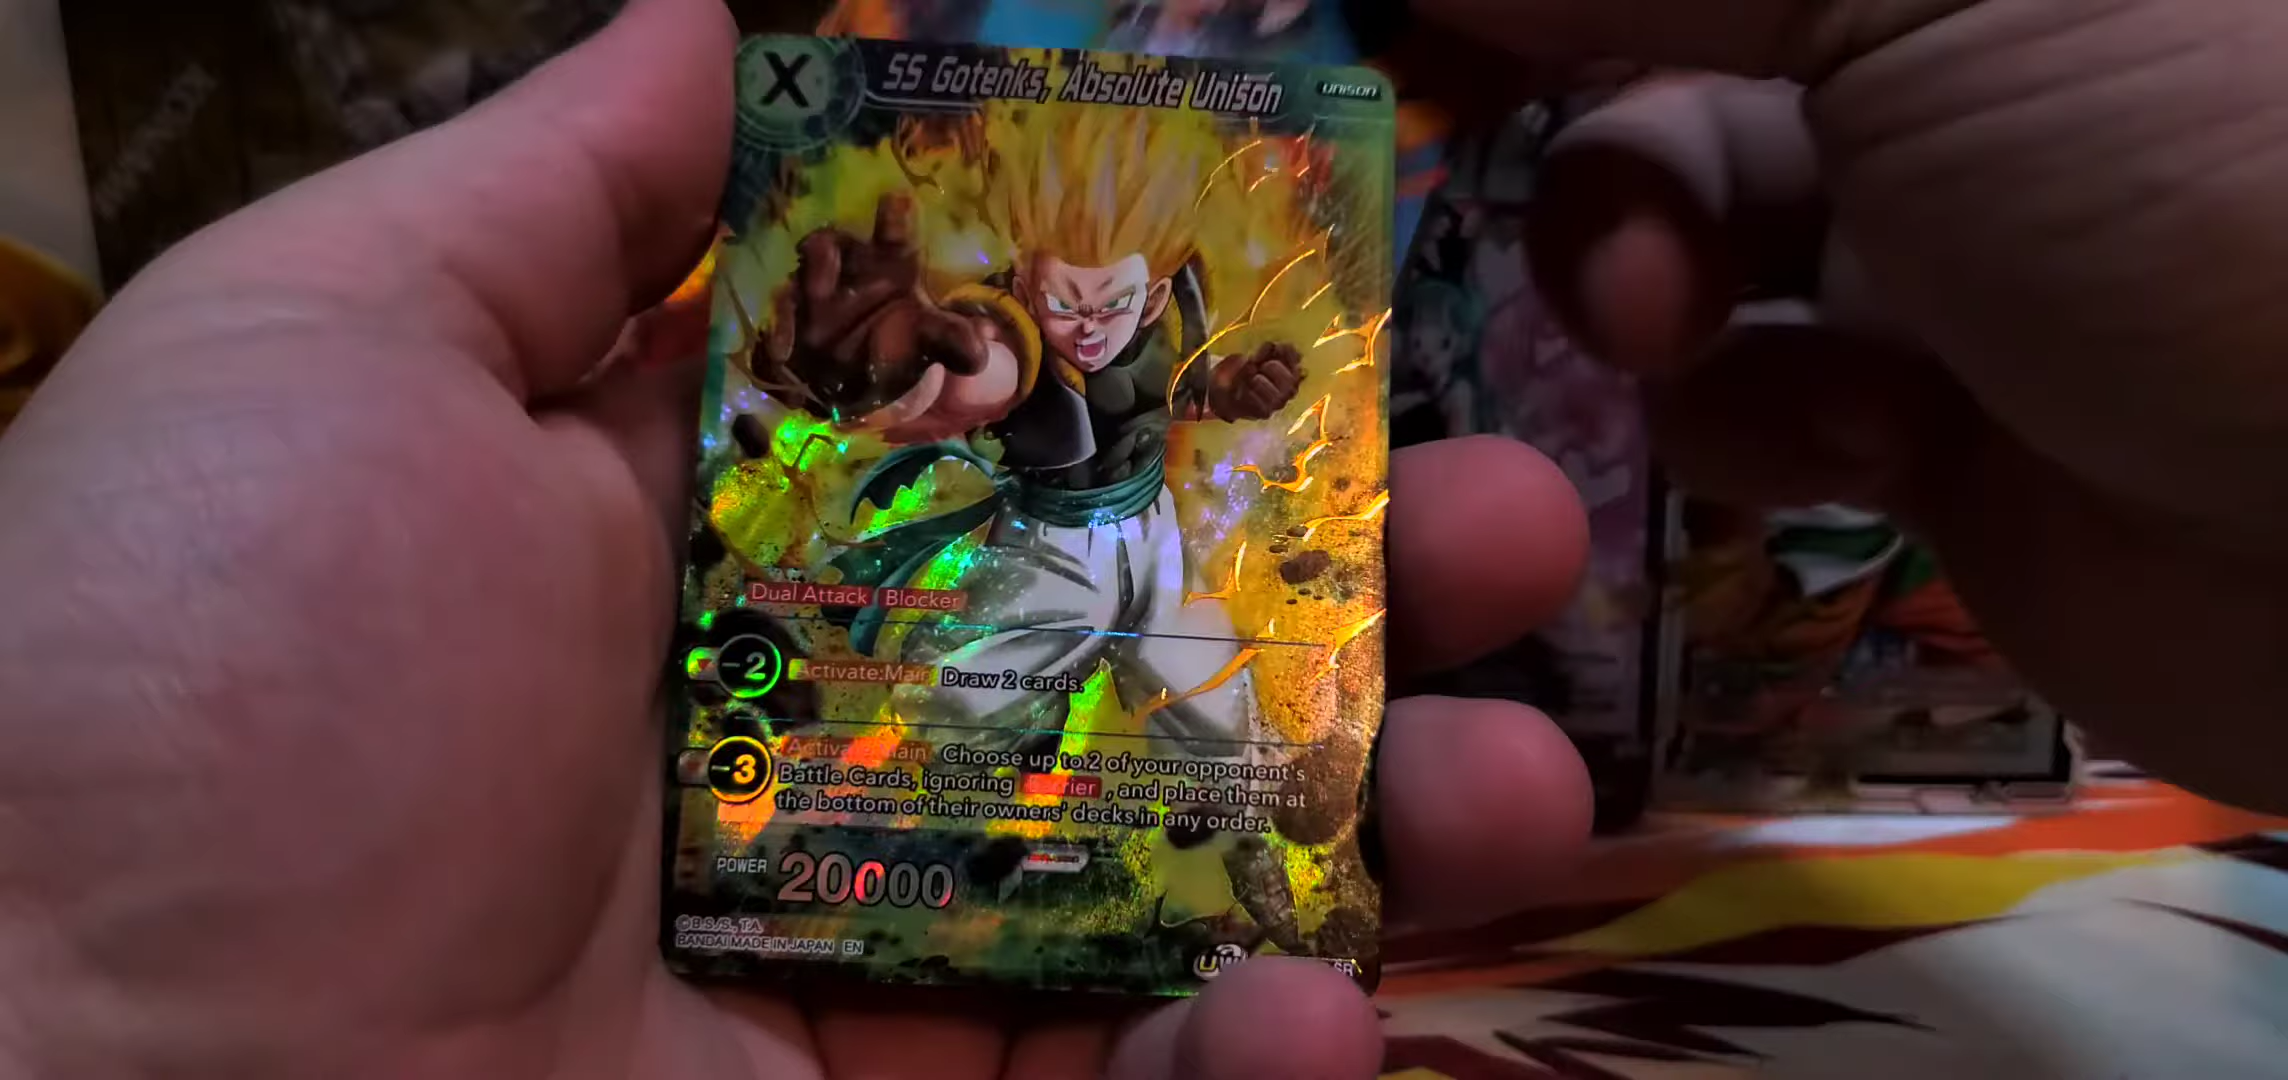 X
SS Gotenks, Absolute Unison
UNISON
Dual Attack Blocker
-2 Activate:Main Draw 2 cards.
-3 Activate:Main Choose up to 2 of your opponent's
Battle Cards, ignoring Barrier, and place them at
the bottom of their owners' decks in any order.
POWER 20000
©B.S./S., T.A.
BANDAI MADE IN JAPAN EN
UW
SR